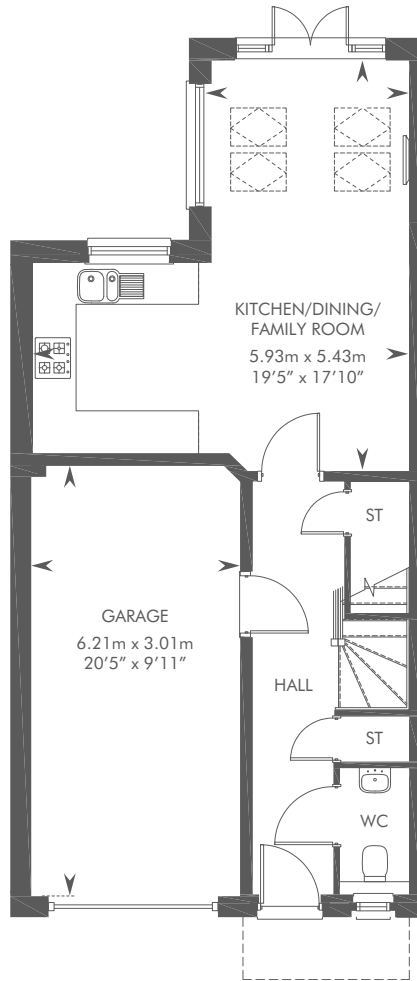 KITCHEN/DINING/
FAMILY ROOM
5.93m x 5.43m
19’5” x 17’10”
ST
GARAGE
6.21m x 3.01m
20’5” x 9’11”
HALL
ST
WC